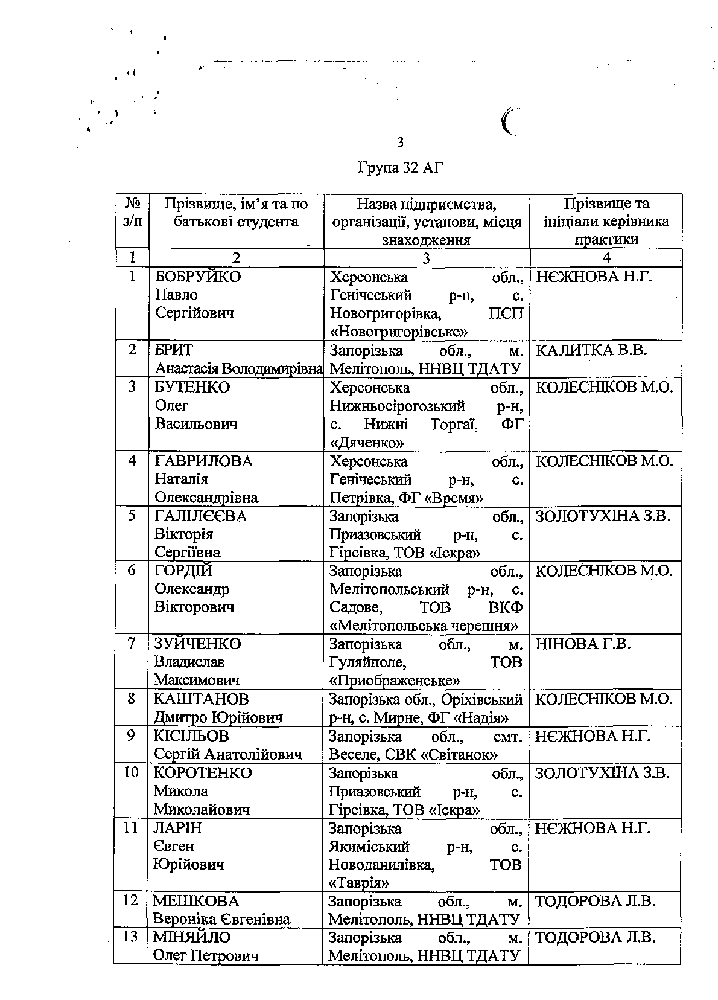 3
Група 32 АГ
№ з/п
Прізвище, ім’я та по
батькові студента
Назва підприємства,
організації, установи, місця
знаходження
Прізвище та
ініціали керівника
практики
1 2 3 4
1 БОБРУЙКО Херсонська обл., НЄЖНОВА Н.Г.
Павло Генічеський р-н, с.
Сергійович Новогригорівка, ПСП
«Новогригорівське»
2 БРИТ Запорізька обл., м. КАЛИТКА В.В.
Анастасія Володимирівна Мелітополь, ННВЦ ТДАТУ
3 БУТЕНКО Херсонська обл., КОЛЕСНІКОВ М.О.
Олег Нижньосірогозький р-н,
Васильович с. Нижні Торгаї, ФГ
«Дяченко»
4 ГАВРИЛОВА Херсонська обл., КОЛЕСНІКОВ М.О.
Наталія Генічеський р-н, с.
Олександрівна Петрівка, ФГ «Время»
5 ГАЛІЛЄЄВА Запорізька обл., ЗОЛОТУХІНА З.В.
Вікторія Приазовський р-н, с.
Сергіївна Гірсівка, ТОВ «Іскра»
6 ГОРДІЙ Запорізька обл., КОЛЕСНІКОВ М.О.
Олександр Мелітопольський р-н, с.
Вікторович Садове, ТОВ ВКФ
«Мелітопольська черешня»
7 ЗУЙЧЕНКО Запорізька обл., м. НІНОВА Г.В.
Владислав Гуляйполе, ТОВ
Максимович «Приображенське»
8 КАШТАНОВ Запорізька обл., Оріхівський КОЛЕСНІКОВ М.О.
Дмитро Юрійович р-н, с. Мирне, ФГ «Надія»
9 КІСІЛЬОВ Запорізька обл., смт. НЄЖНОВА Н.Г.
Сергій Анатолійович Веселе, СВК «Світанок»
10 КОРОТЕНКО Запорізька обл., ЗОЛОТУХІНА З.В.
Микола Приазовський р-н, с.
Миколайович Гірсівка, ТОВ «Іскра»
11 ЛАРІН Запорізька обл., НЄЖНОВА Н.Г.
Євген Якиміський р-н, с.
Юрійович Новоданилівка, ТОВ
«Таврія»
12 МЕШКОВА Запорізька обл., м. ТОДОРОВА Л.В.
Вероніка Євгенівна Мелітополь, ННВЦ ТДАТУ
13 МІНЯЙЛО Запорізька обл., м. ТОДОРОВА Л.В.
Олег Петрович Мелітополь, ННВЦ ТДАТУ